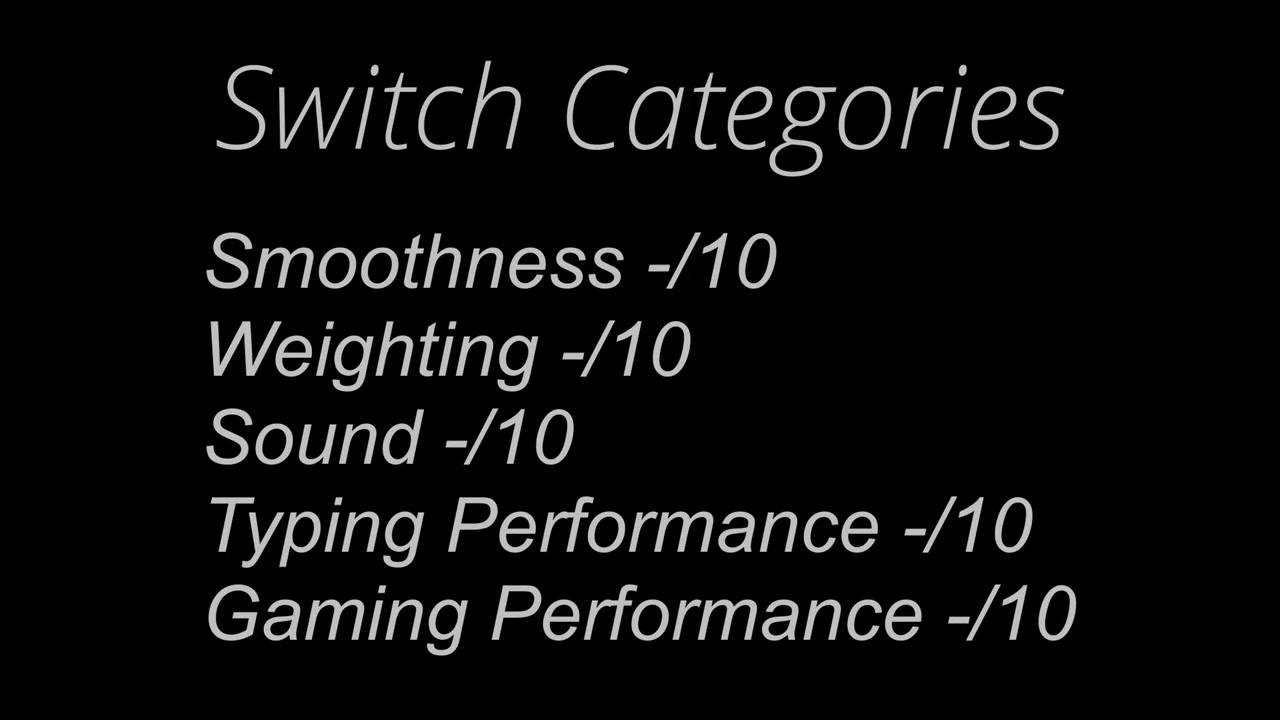 Switch Categories
Smoothness -/10
Weighting -/10
Sound -/10
Typing Performance -/10
Gaming Performance -/10